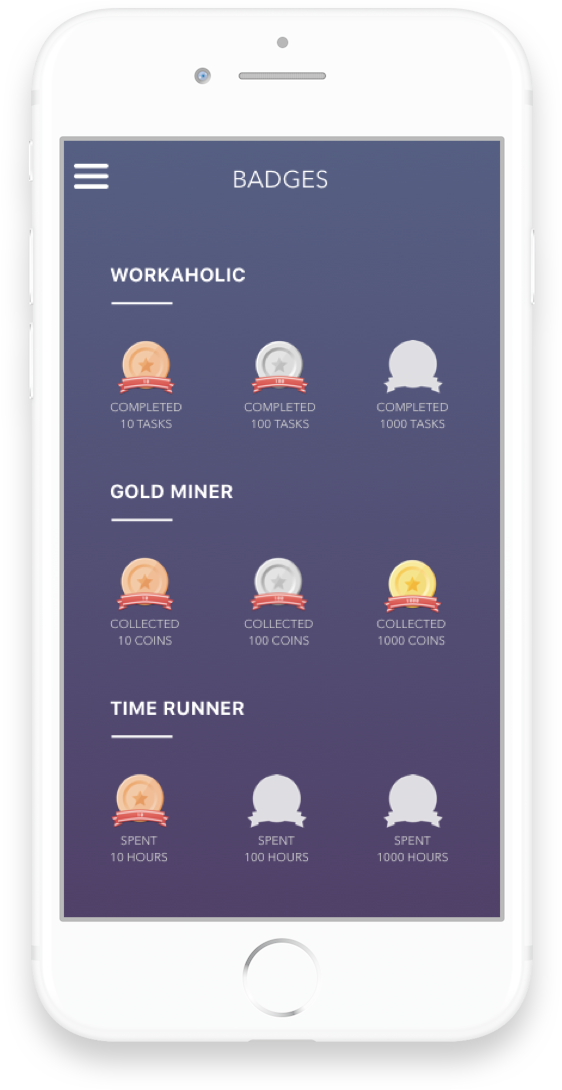 BADGES
WORKAHOLIC
10
100
COMPLETED
10 TASKS
COMPLETED
100 TASKS
COMPLETED
1000 TASKS
GOLD MINER
10
100
1000
COLLECTED
10 COINS
COLLECTED
100 COINS
COLLECTED
1000 COINS
TIME RUNNER
10
SPENT
10 HOURS
SPENT
100 HOURS
SPENT
1000 HOURS